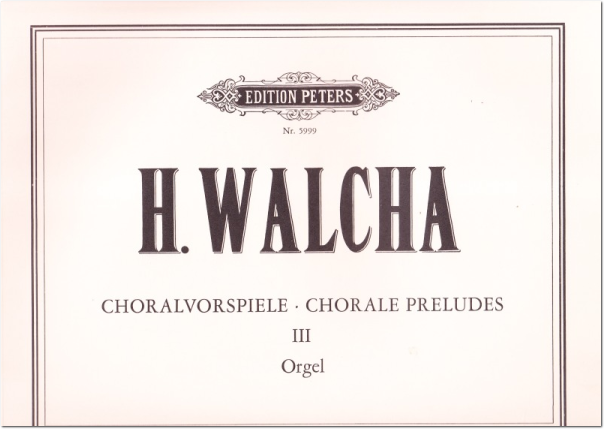 EDITION PETERS
Nr. 5999
H. WALCHA
CHORALVORSPIELE · CHORALE PRELUDES
III
Orgel